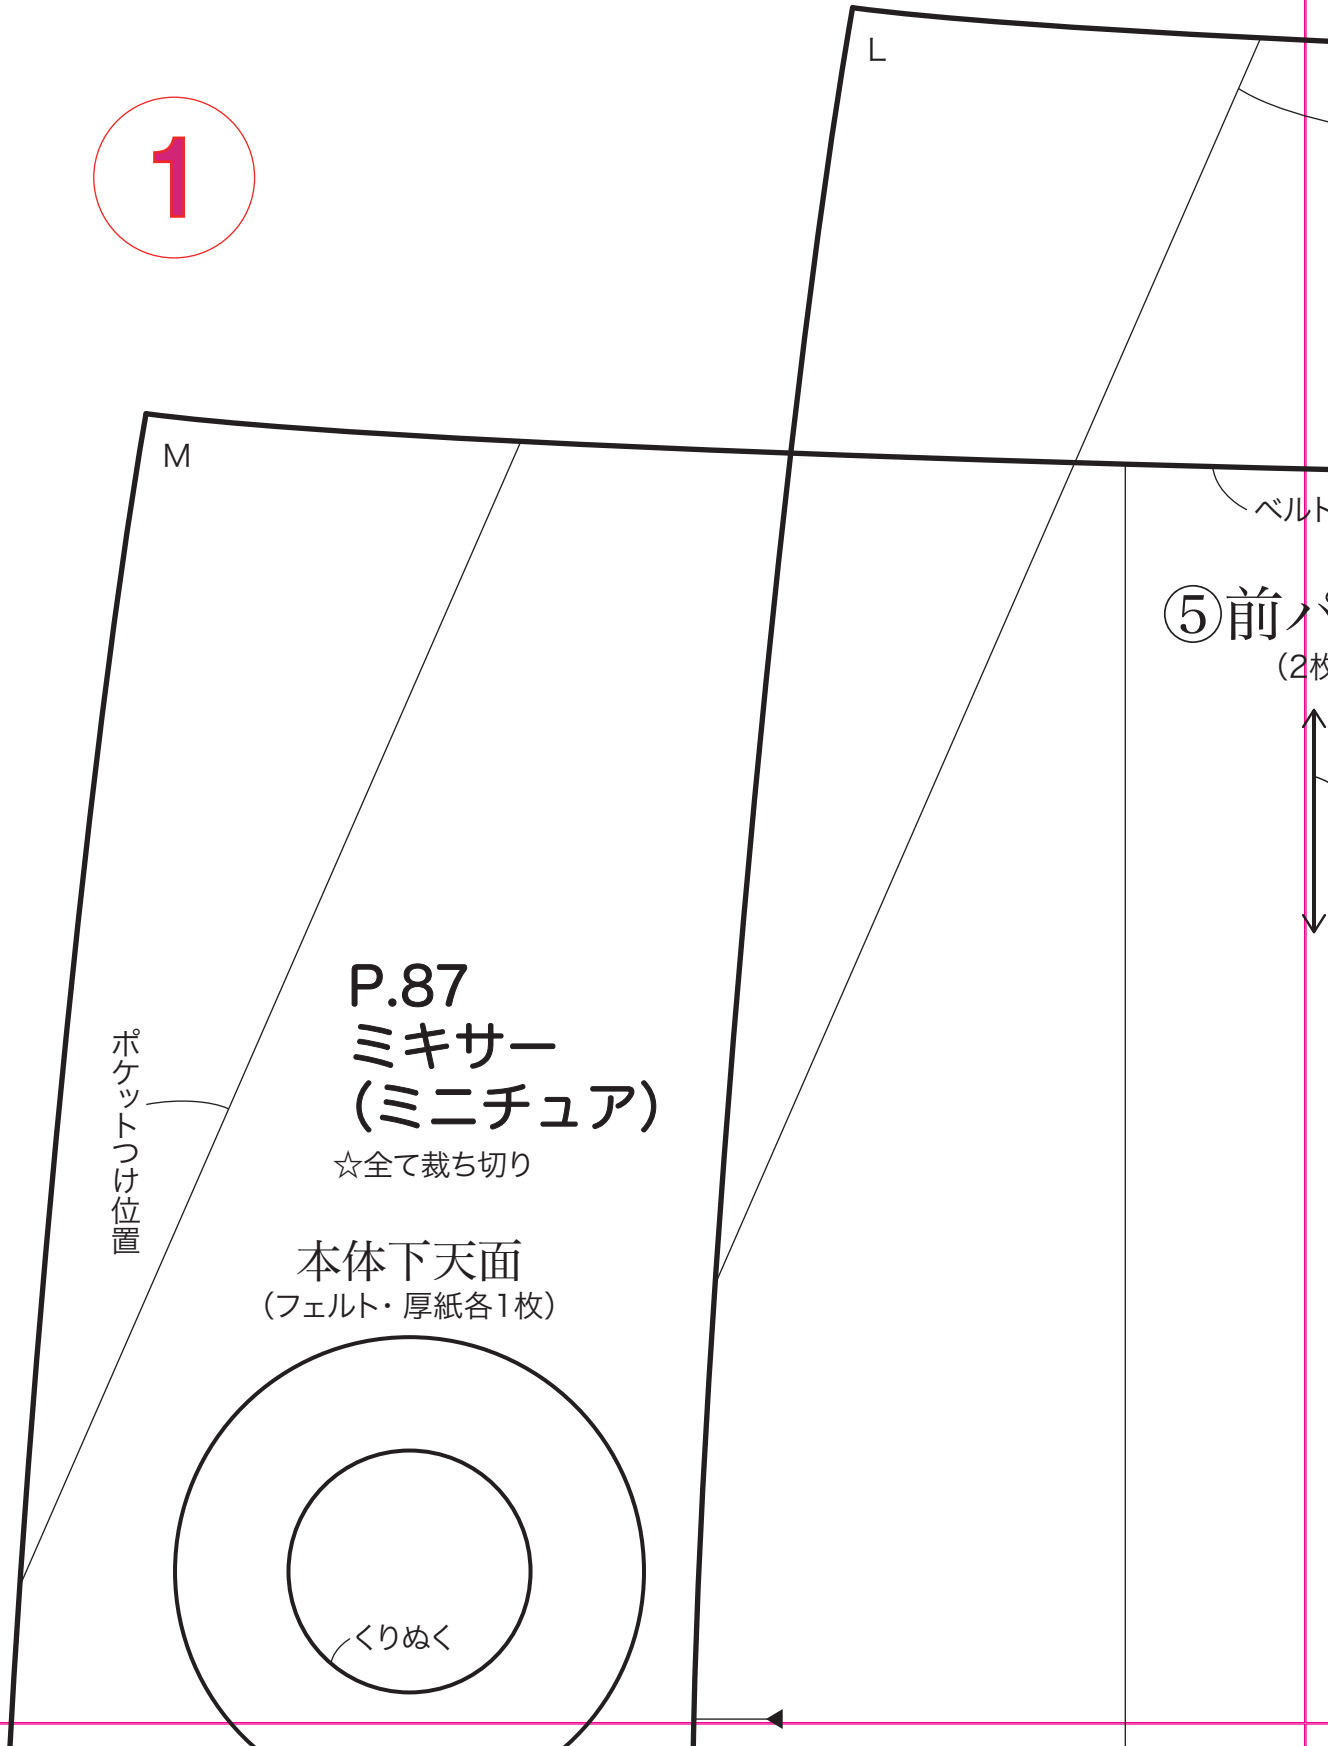 1
L
M
ベルト
⑤前パ
(2枚
P.87
ミキサー
(ミニチュア)
☆全て裁ち切り
ポケットつけ位置
本体下天面
(フェルト・厚紙各1枚)
くりぬく